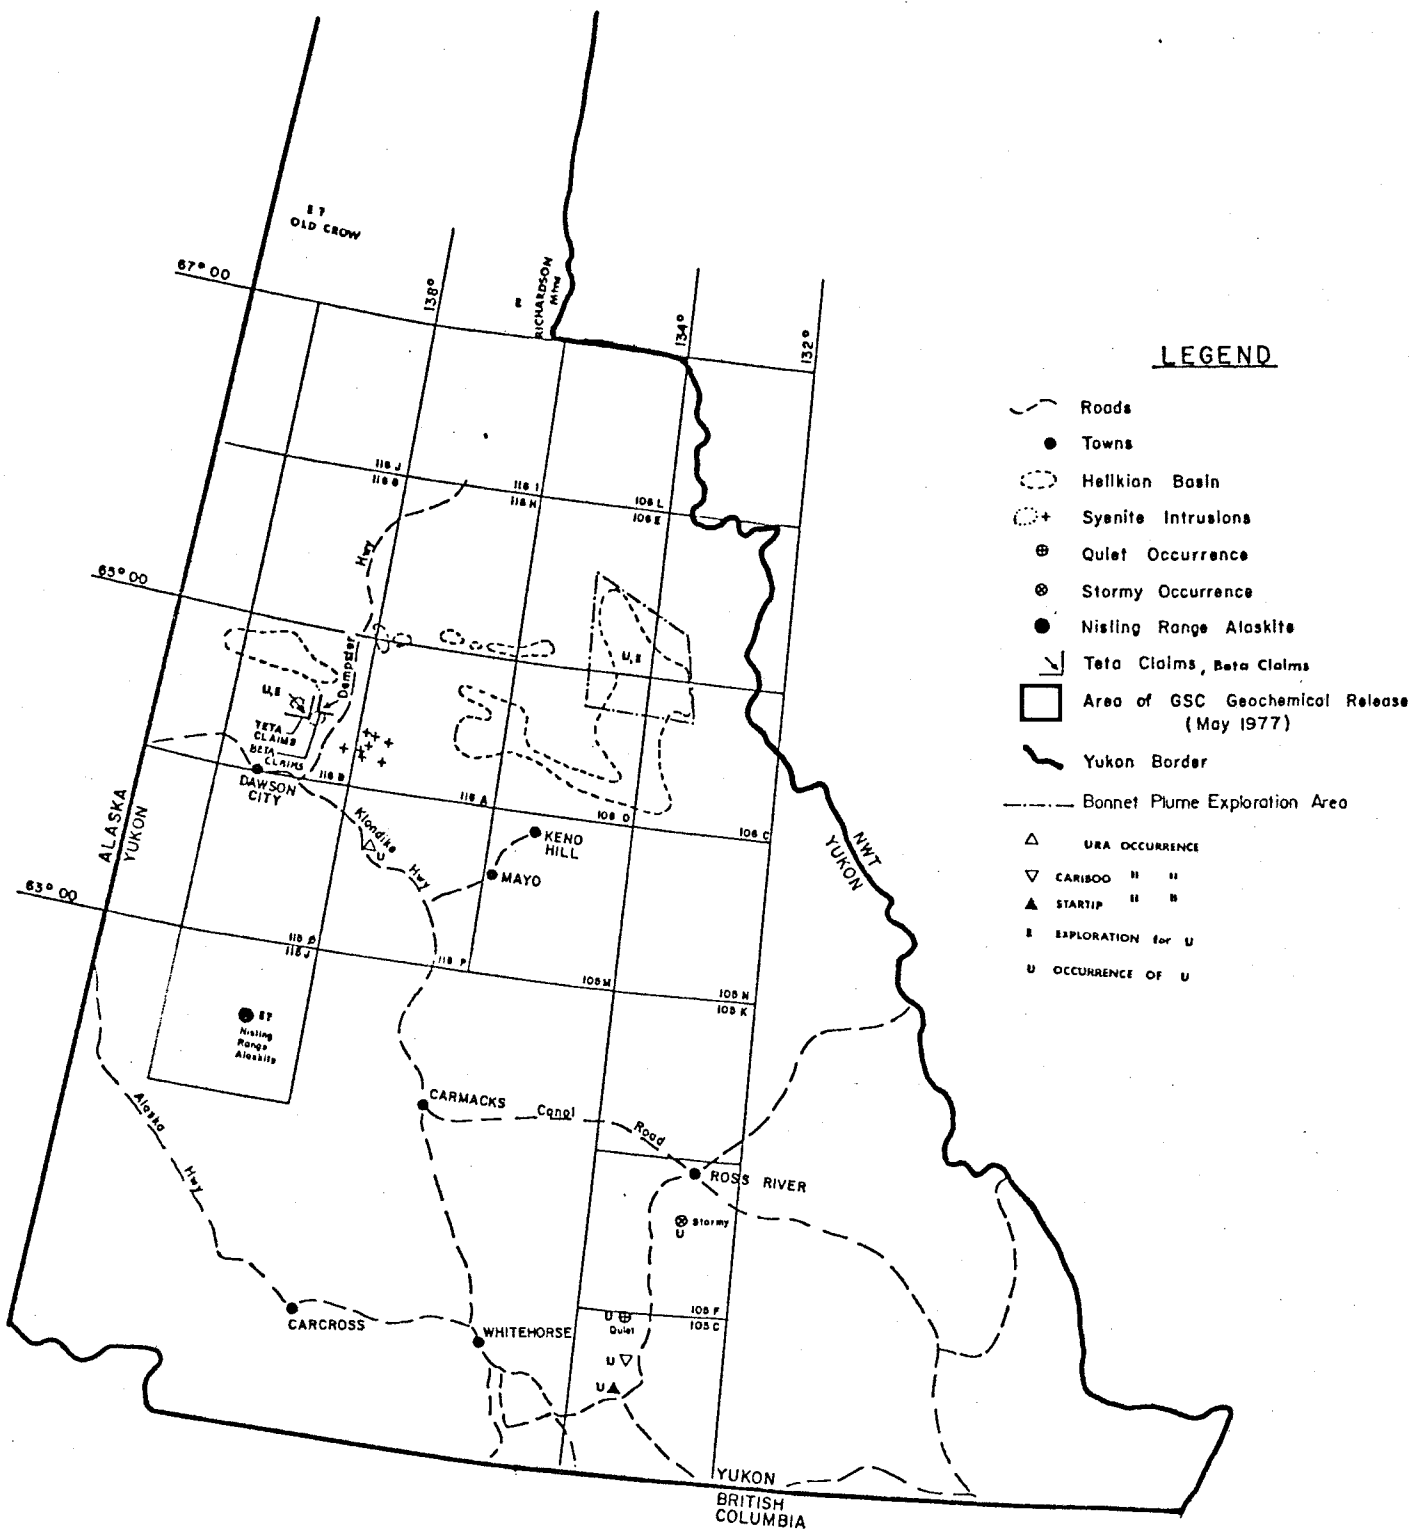 E ?
OLD CROW
67° 00
138°
E
RICHARDSON
Mtns
134°
132°
116 J
116 G
116 I
116 H
106 L
106 E
65° 00
Hwy
Dempster
U,E
U,E
TETA
CLAIMS
BETA
CLAIMS
DAWSON
CITY
116 B
116 A
106 D
106 C
ALASKA
YUKON
Klondike
Hwy
U
KENO
HILL
MAYO
NWT
YUKON
63° 00
115 O
115 J
115 P
105 M
105 N
105 K
E?
Nisling
Range
Alaskite
Alaska
Hwy
CARMACKS
Canol
Road
ROSS RIVER
Stormy
U
CARCROSS
WHITEHORSE
U
Quiet
105 F
105 C
U
U
YUKON
BRITISH
COLUMBIA
LEGEND
Roads
Towns
Helikian Basin
Syenite Intrusions
Quiet Occurrence
Stormy Occurrence
Nisling Range Alaskite
Teta Claims, Beta Claims
Area of GSC Geochemical Release
(May 1977)
Yukon Border
Bonnet Plume Exploration Area
URA OCCURRENCE
CARIBOO " "
STARTIP " "
E EXPLORATION for U
U OCCURRENCE OF U